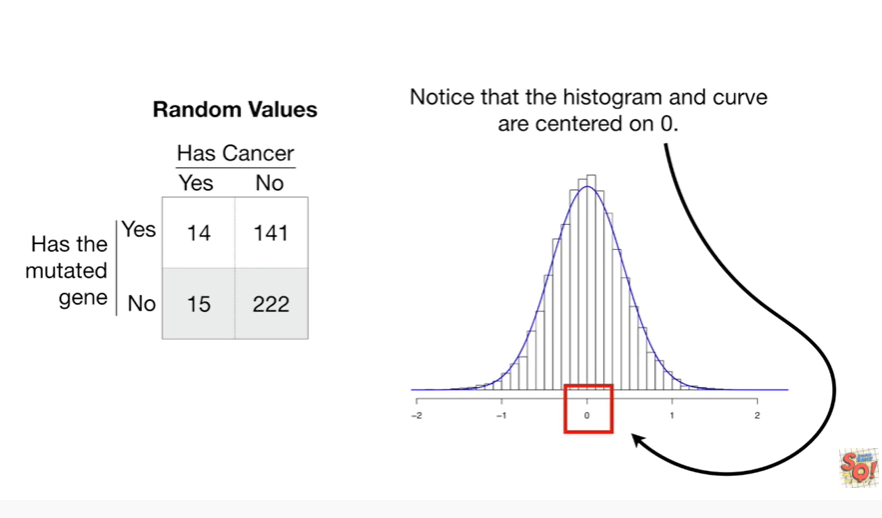 Random Values
Has Cancer
Yes No
Has the mutated gene
Yes 14 141
No 15 222
Notice that the histogram and curve
are centered on 0.
-2 -1 0 1 2
SO!